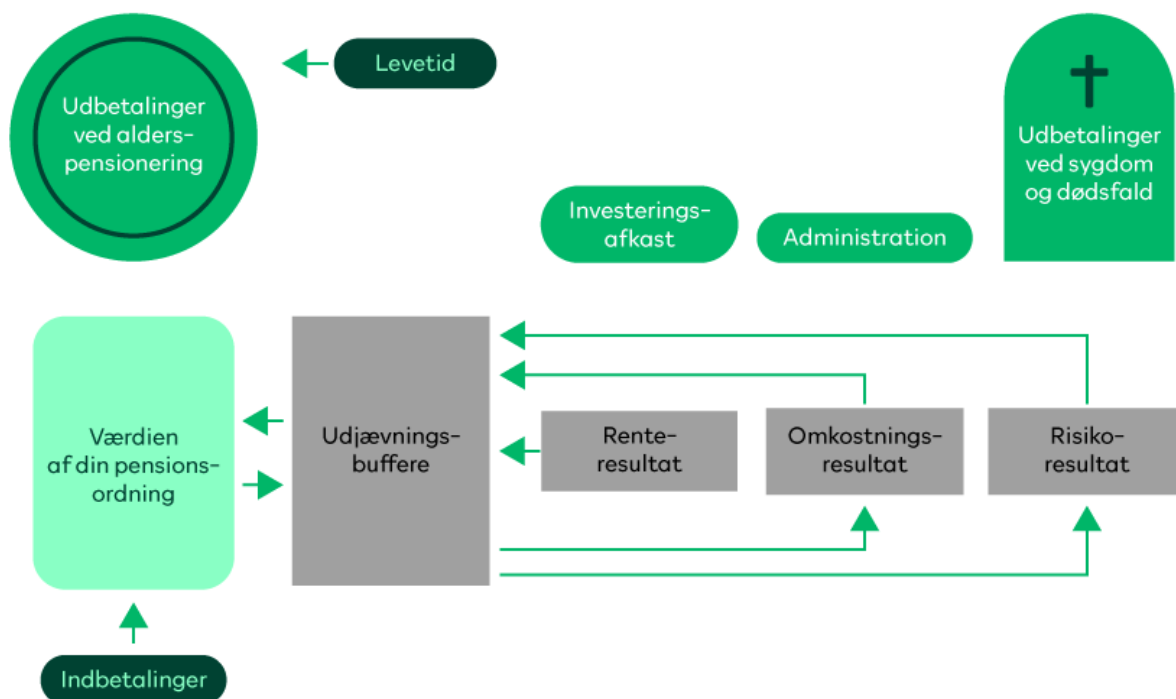 Levetid
Udbetalinger
ved alders-
pensionering
Udbetalinger
ved sygdom
og dødsfald
Investerings-
afkast
Administration
Værdien
af din pensions-
ordning
Udjævnings-
buffere
Rente-
resultat
Omkostnings-
resultat
Risiko-
resultat
Indbetalinger